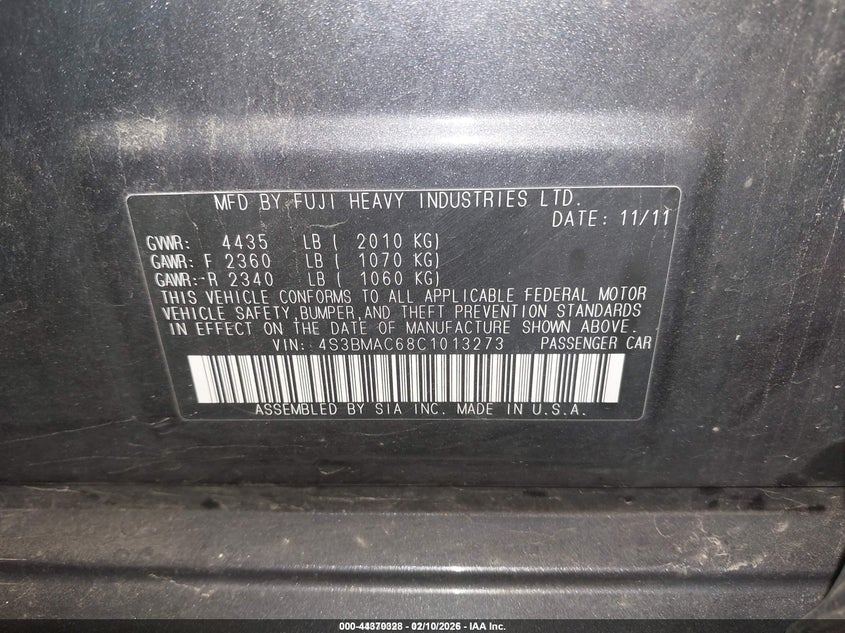 MFD BY FUJI HEAVY INDUSTRIES LTD.
DATE: 11/11
GVWR: 4435 LB ( 2010 KG)
GAWR: F 2360 LB ( 1070 KG)
GAWR: R 2340 LB ( 1060 KG)
THIS VEHICLE CONFORMS TO ALL APPLICABLE FEDERAL MOTOR
VEHICLE SAFETY, BUMPER, AND THEFT PREVENTION STANDARDS
IN EFFECT ON THE DATE OF MANUFACTURE SHOWN ABOVE.
VIN: 4S3BMAC68C1013273 PASSENGER CAR
ASSEMBLED BY SIA INC. MADE IN U.S.A.
000-44370328 - 02/10/2026 - IAA Inc.